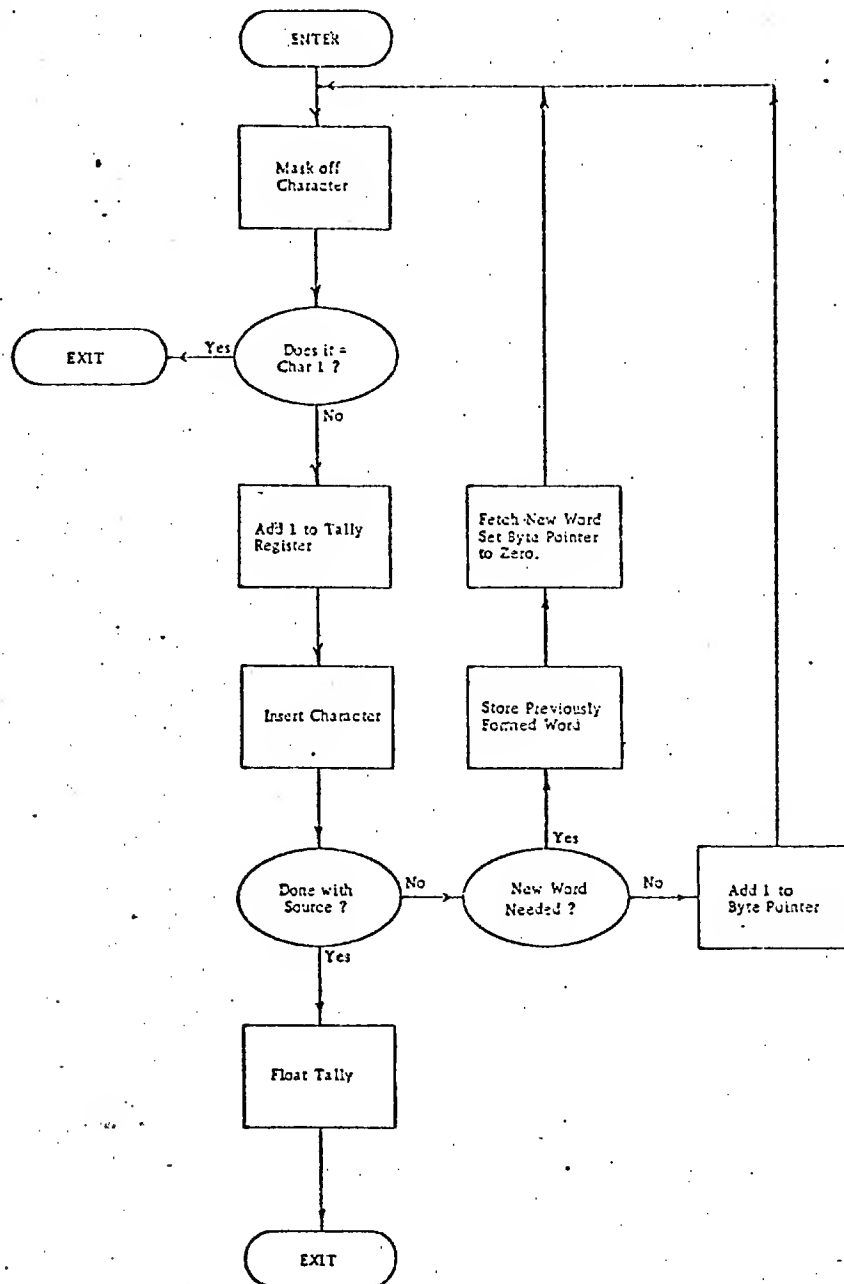 ENTER
Mask off
Character
Yes
EXIT
Does it =
Char 1 ?
No
Add 1 to Tally
Register
Fetch New Word
Set Byte Pointer
to Zero.
Insert Character
Store Previously
Formed Word
Yes
Done with
Source ?
No
New Word
Needed ?
No
Add 1 to
Byte Pointer
Yes
Float Tally
EXIT